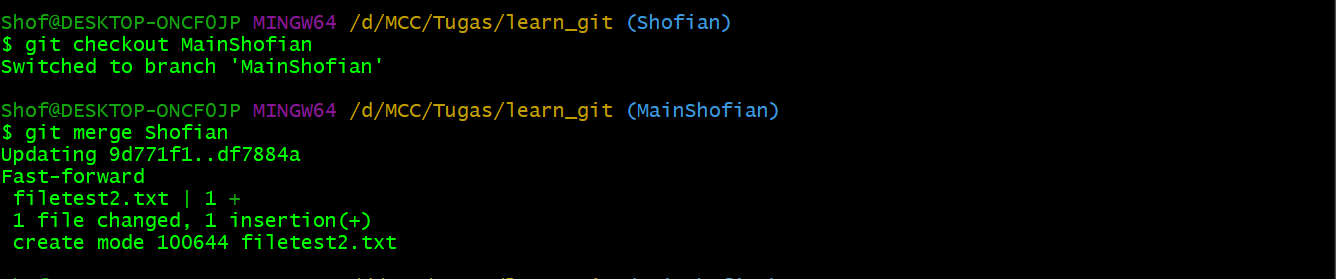 Shof@DESKTOP-ONCF0JP MINGW64 /d/MCC/Tugas/learn_git (Shofian)
$ git checkout MainShofian
Switched to branch 'MainShofian'
Shof@DESKTOP-ONCF0JP MINGW64 /d/MCC/Tugas/learn_git (MainShofian)
$ git merge Shofian
Updating 9d771f1..df7884a
Fast-forward
 filetest2.txt | 1 +
 1 file changed, 1 insertion(+)
 create mode 100644 filetest2.txt